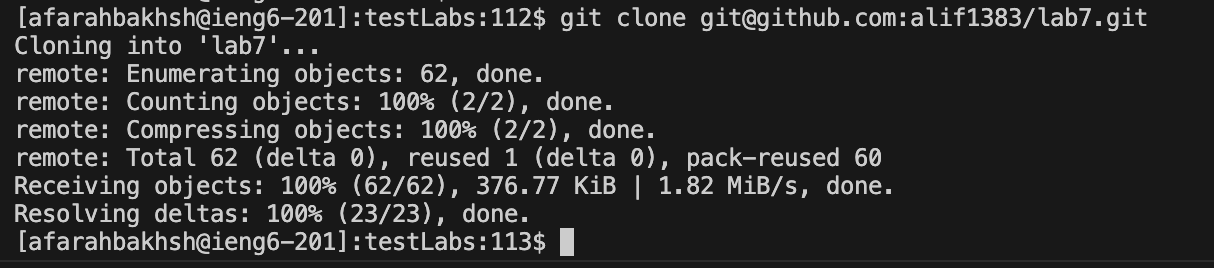 [afarahbakhsh@ieng6-201]:testLabs:112$ git clone git@github.com:alif1383/lab7.git
Cloning into 'lab7'...
remote: Enumerating objects: 62, done.
remote: Counting objects: 100% (2/2), done.
remote: Compressing objects: 100% (2/2), done.
remote: Total 62 (delta 0), reused 1 (delta 0), pack-reused 60
Receiving objects: 100% (62/62), 376.77 KiB | 1.82 MiB/s, done.
Resolving deltas: 100% (23/23), done.
[afarahbakhsh@ieng6-201]:testLabs:113$